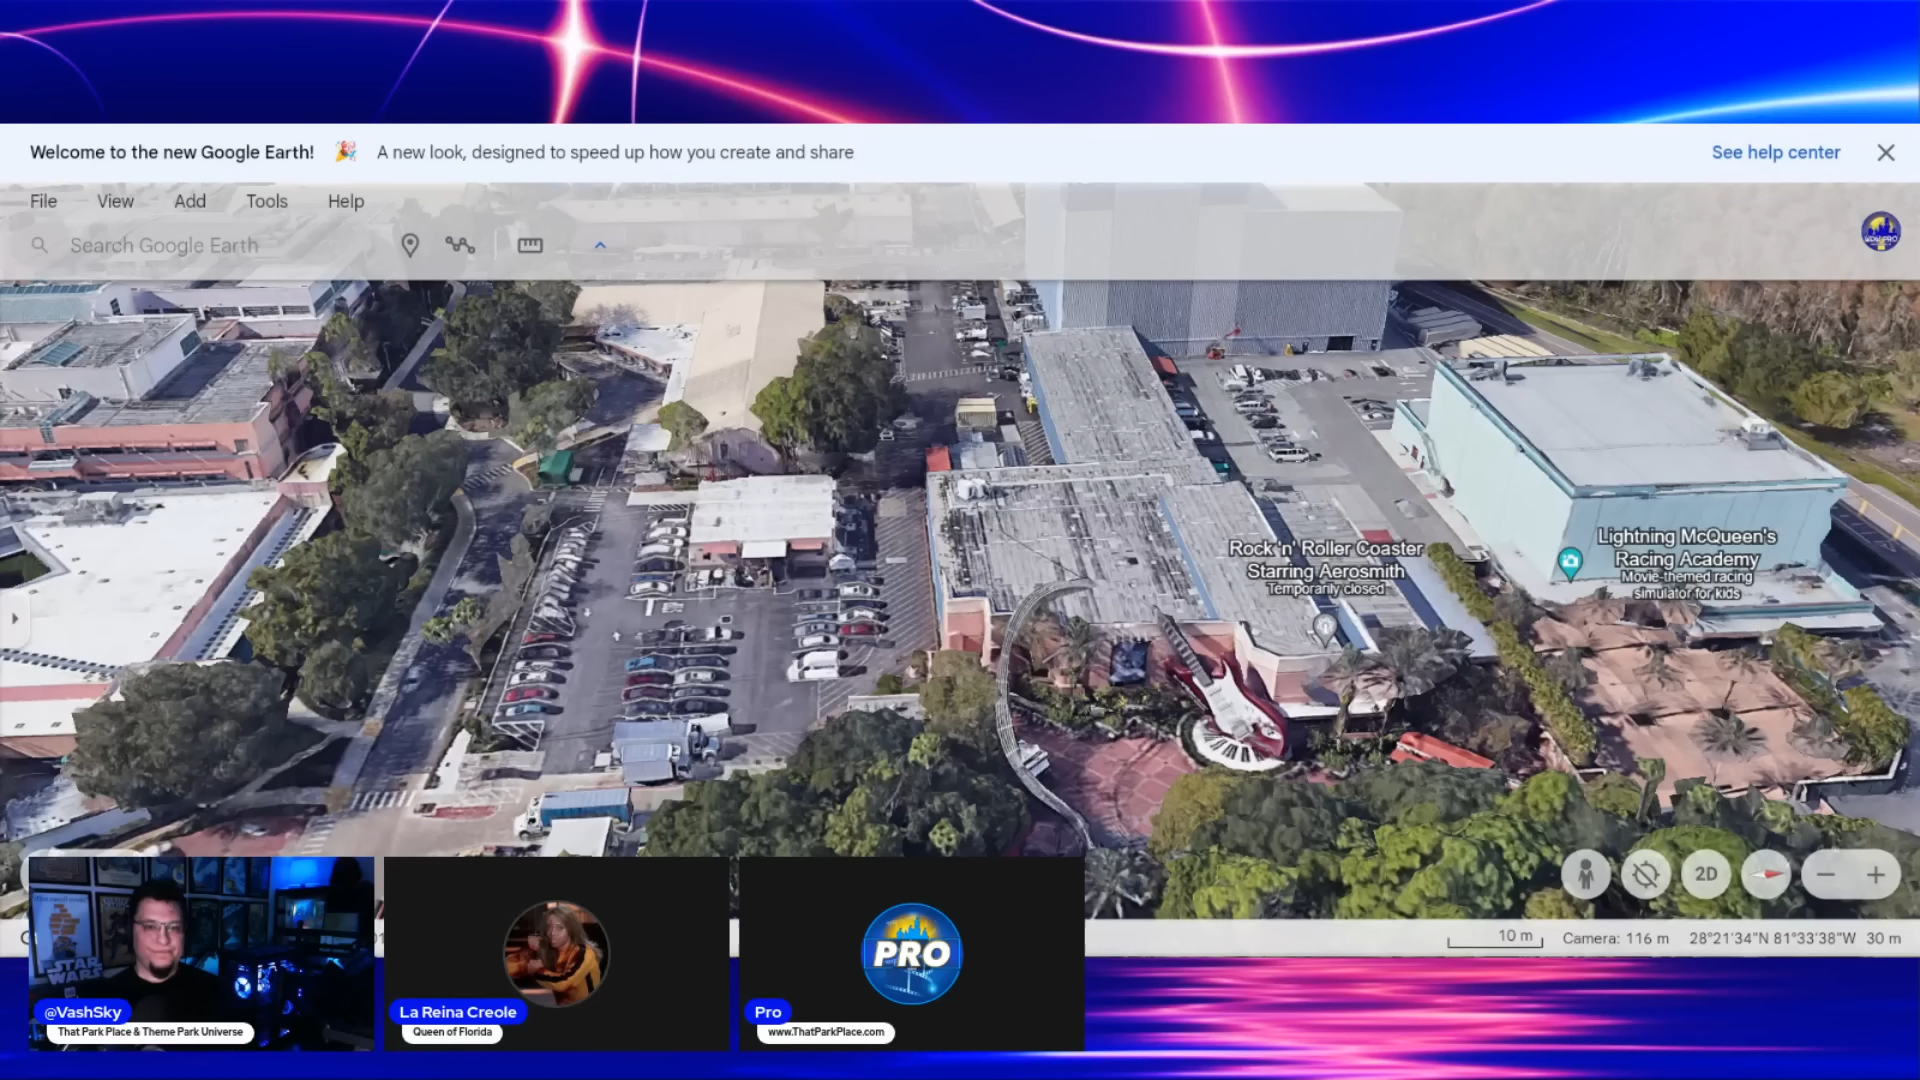 Welcome to the new Google Earth! 🎉 A new look, designed to speed up how you create and share
See help center
File View Add Tools Help
Search Google Earth
Rock 'n' Roller Coaster
Starring Aerosmith
Temporarily closed
Lightning McQueen's
Racing Academy
Movie-themed racing
simulator for kids
2D
10 m
Camera: 116 m 28°21'34"N 81°33'38"W 30 m
STAR
WARS
PRO
@VashSky
That Park Place & Theme Park Universe
La Reina Creole
Queen of Florida
Pro
www.ThatParkPlace.com